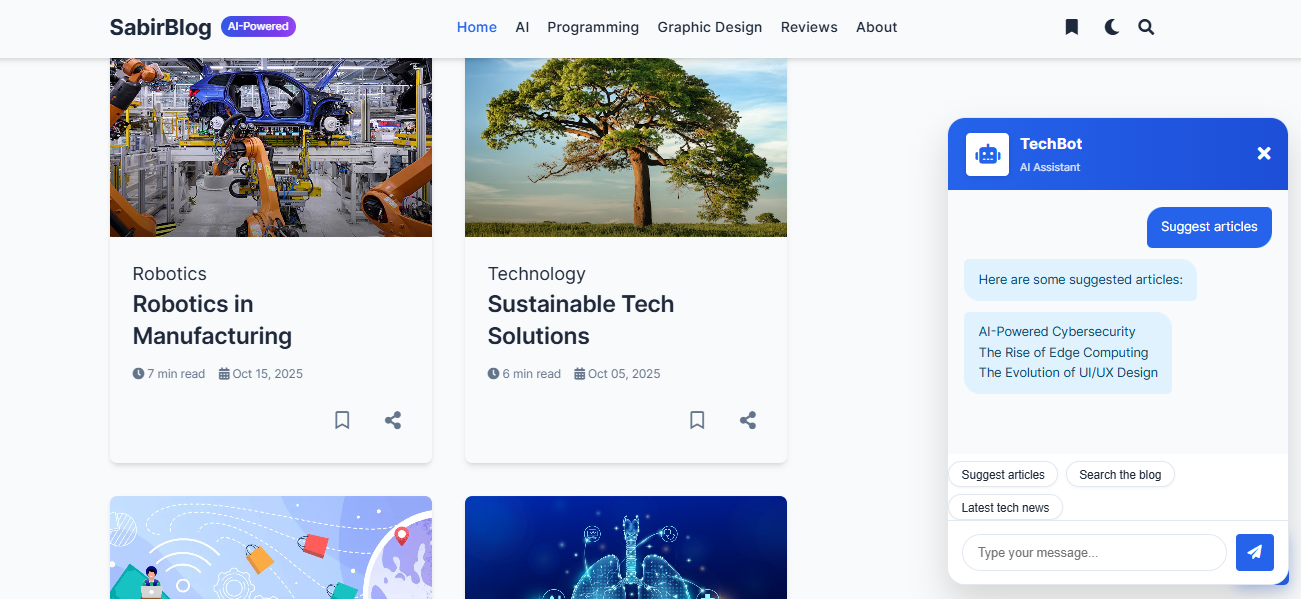 SabirBlog AI-Powered Home AI Programming Graphic Design Reviews About
Robotics
Robotics in
Manufacturing
7 min read Oct 15, 2025
Technology
Sustainable Tech
Solutions
6 min read Oct 05, 2025
TechBot
AI Assistant
Suggest articles
Here are some suggested articles:
AI-Powered Cybersecurity
The Rise of Edge Computing
The Evolution of UI/UX Design
Suggest articles Search the blog
Latest tech news
Type your message...